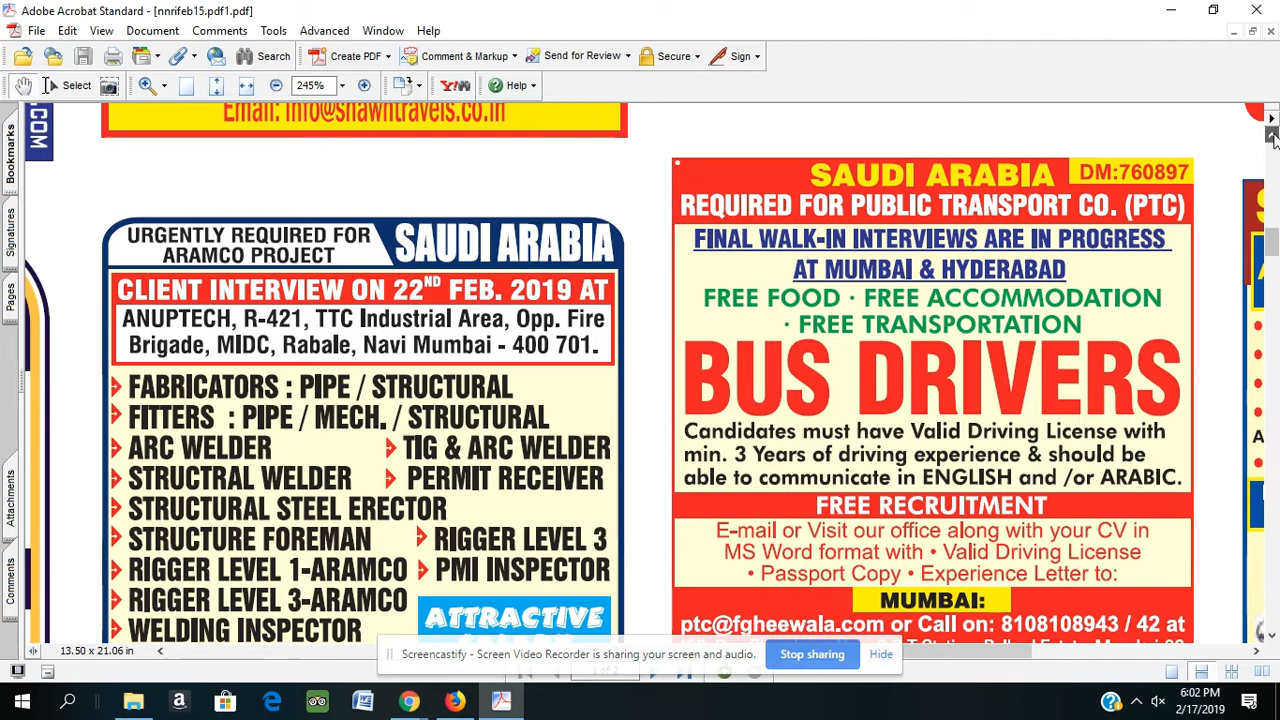 Adobe Acrobat Standard - [nnrifeb15.pdf1.pdf]
File Edit View Document Comments Tools Advanced Window Help
Search Create PDF Comment & Markup Send for Review Secure Sign
Select 245% Y! Help
Bookmarks
Signatures
Pages
Attachments
Comments
.COM
Email: info@shawntravels.co.in
URGENTLY REQUIRED FOR
ARAMCO PROJECT
SAUDI ARABIA
CLIENT INTERVIEW ON 22ND FEB. 2019 AT
ANUPTECH, R-421, TTC Industrial Area, Opp. Fire
Brigade, MIDC, Rabale, Navi Mumbai - 400 701.
FABRICATORS : PIPE / STRUCTURAL
FITTERS : PIPE / MECH. / STRUCTURAL
ARC WELDER TIG & ARC WELDER
STRUCTRAL WELDER PERMIT RECEIVER
STRUCTURAL STEEL ERECTOR
STRUCTURE FOREMAN RIGGER LEVEL 3
RIGGER LEVEL 1-ARAMCO PMI INSPECTOR
RIGGER LEVEL 3-ARAMCO
WELDING INSPECTOR
ATTRACTIVE
SAUDI ARABIA DM:760897
REQUIRED FOR PUBLIC TRANSPORT CO. (PTC)
FINAL WALK-IN INTERVIEWS ARE IN PROGRESS
AT MUMBAI & HYDERABAD
FREE FOOD · FREE ACCOMMODATION
· FREE TRANSPORTATION
BUS DRIVERS
Candidates must have Valid Driving License with
min. 3 Years of driving experience & should be
able to communicate in ENGLISH and /or ARABIC.
FREE RECRUITMENT
E-mail or Visit our office along with your CV in
MS Word format with • Valid Driving License
• Passport Copy • Experience Letter to:
MUMBAI:
ptc@fgheewala.com or Call on: 8108108943 / 42 at
Screencastify - Screen Video Recorder is sharing your screen and audio. Stop sharing Hide
13.50 x 21.06 in
1 of 2
6:02 PM
2/17/2019